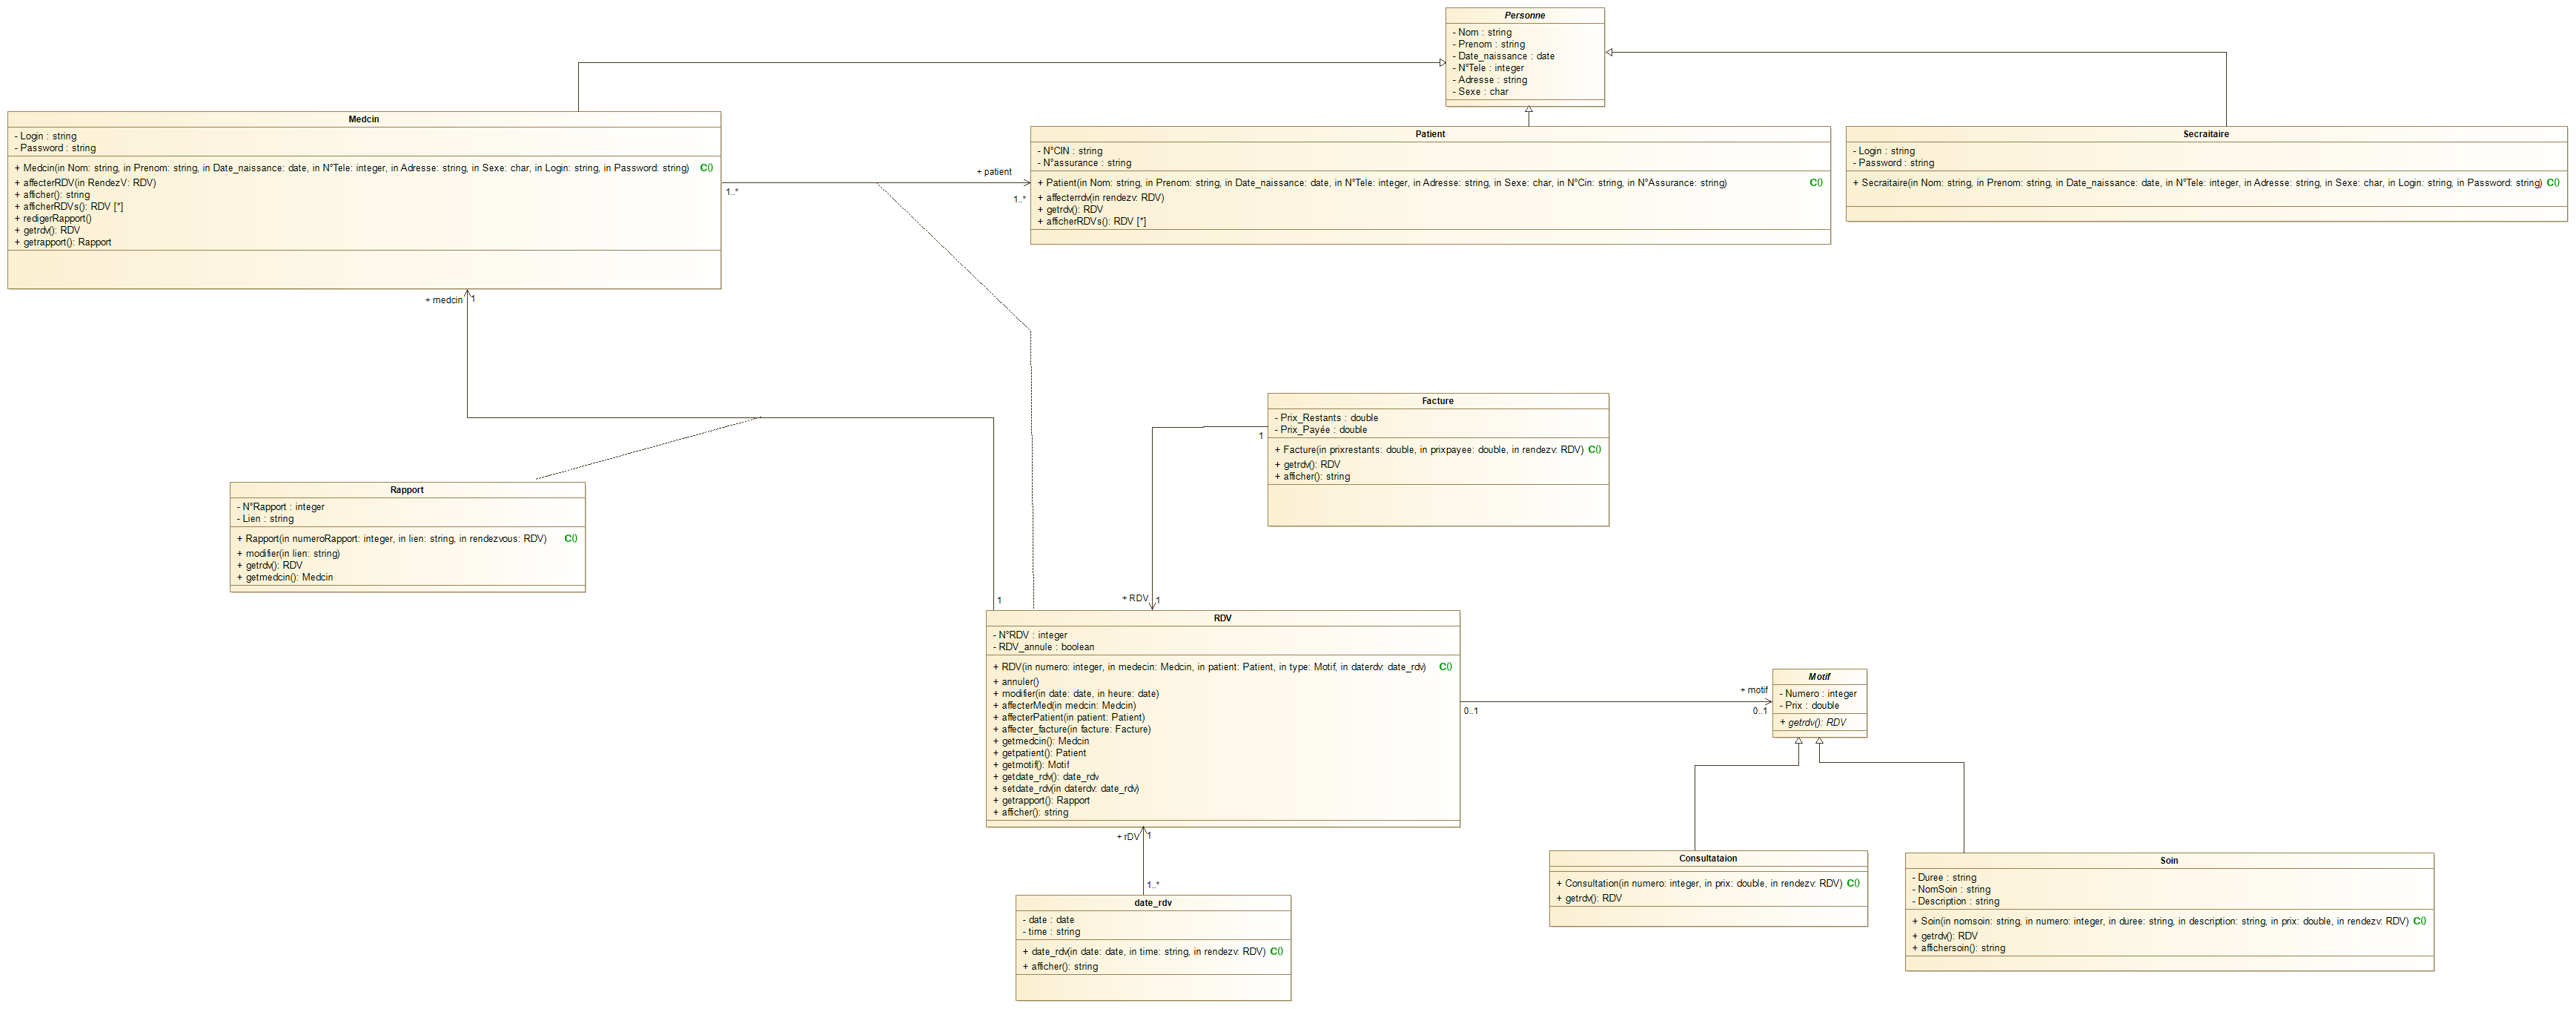 Personne
- Nom : string
- Prenom : string
- Date_naissance : date
- N°Tele : integer
- Adresse : string
- Sexe : char
Medcin
- Login : string
- Password : string
+ Medcin(in Nom: string, in Prenom: string, in Date_naissance: date, in N°Tele: integer, in Adresse: string, in Sexe: char, in Login: string, in Password: string) C()
+ affecterRDV(in RendezV: RDV)
+ afficher(): string
+ afficherRDVs(): RDV [*]
+ redigerRapport()
+ getrdv(): RDV
+ getrapport(): Rapport
1..*
+ patient
1..*
Patient
- N°CIN : string
- N°assurance : string
+ Patient(in Nom: string, in Prenom: string, in Date_naissance: date, in N°Tele: integer, in Adresse: string, in Sexe: char, in N°Cin: string, in N°Assurance: string) C()
+ affecterrdv(in rendezv: RDV)
+ getrdv(): RDV
+ afficherRDVs(): RDV [*]
Secraitaire
- Login : string
- Password : string
+ Secraitaire(in Nom: string, in Prenom: string, in Date_naissance: date, in N°Tele: integer, in Adresse: string, in Sexe: char, in Login: string, in Password: string) C()
+ medcin
1
Facture
- Prix_Restants : double
- Prix_Payée : double
+ Facture(in prixrestants: double, in prixpayee: double, in rendezv: RDV) C()
+ getrdv(): RDV
+ afficher(): string
1
Rapport
- N°Rapport : integer
- Lien : string
+ Rapport(in numeroRapport: integer, in lien: string, in rendezvous: RDV) C()
+ modifier(in lien: string)
+ getrdv(): RDV
+ getmedcin(): Medcin
1
+ RDV
1
RDV
- N°RDV : integer
- RDV_annule : boolean
+ RDV(in numero: integer, in medecin: Medcin, in patient: Patient, in type: Motif, in daterdv: date_rdv) C()
+ annuler()
+ modifier(in date: date, in heure: date)
+ affecterMed(in medcin: Medcin)
+ affecterPatient(in patient: Patient)
+ affecter_facture(in facture: Facture)
+ getmedcin(): Medcin
+ getpatient(): Patient
+ getmotif(): Motif
+ getdate_rdv(): date_rdv
+ setdate_rdv(in daterdv: date_rdv)
+ getrapport(): Rapport
+ afficher(): string
0..1
+ motif
0..1
Motif
- Numero : integer
- Prix : double
+ getrdv(): RDV
+ rDV
1
1..*
date_rdv
- date : date
- time : string
+ date_rdv(in date: date, in time: string, in rendezv: RDV) C()
+ afficher(): string
Consultataion
+ Consultation(in numero: integer, in prix: double, in rendezv: RDV) C()
+ getrdv(): RDV
Soin
- Duree : string
- NomSoin : string
- Description : string
+ Soin(in nomsoin: string, in numero: integer, in duree: string, in description: string, in prix: double, in rendezv: RDV) C()
+ getrdv(): RDV
+ affichersoin(): string